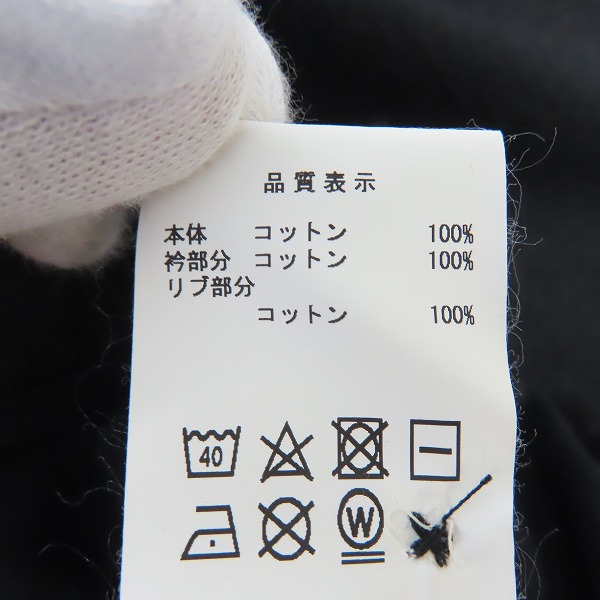 品質表示
本体 コットン 100%
衿部分 コットン 100%
リブ部分
コットン 100%
40
W